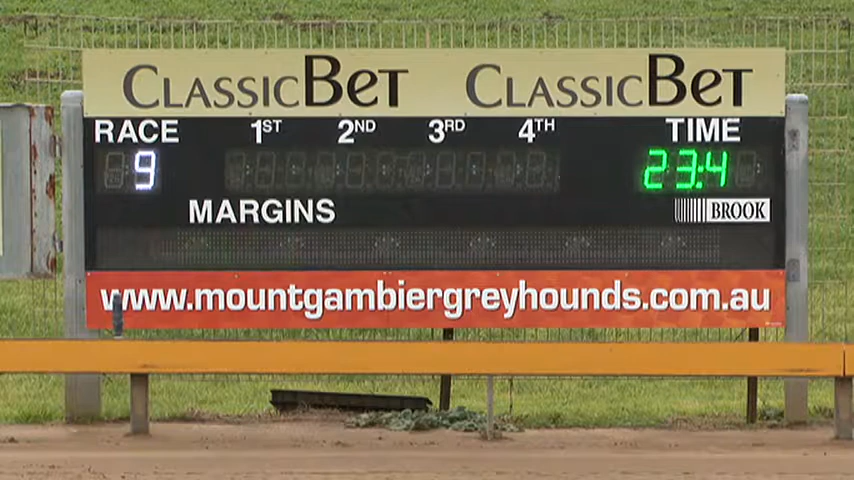 CLASSICBET CLASSICBET
RACE 1ST 2ND 3RD 4TH TIME
9 23:4
MARGINS BROOK
www.mountgambiergreyhounds.com.au